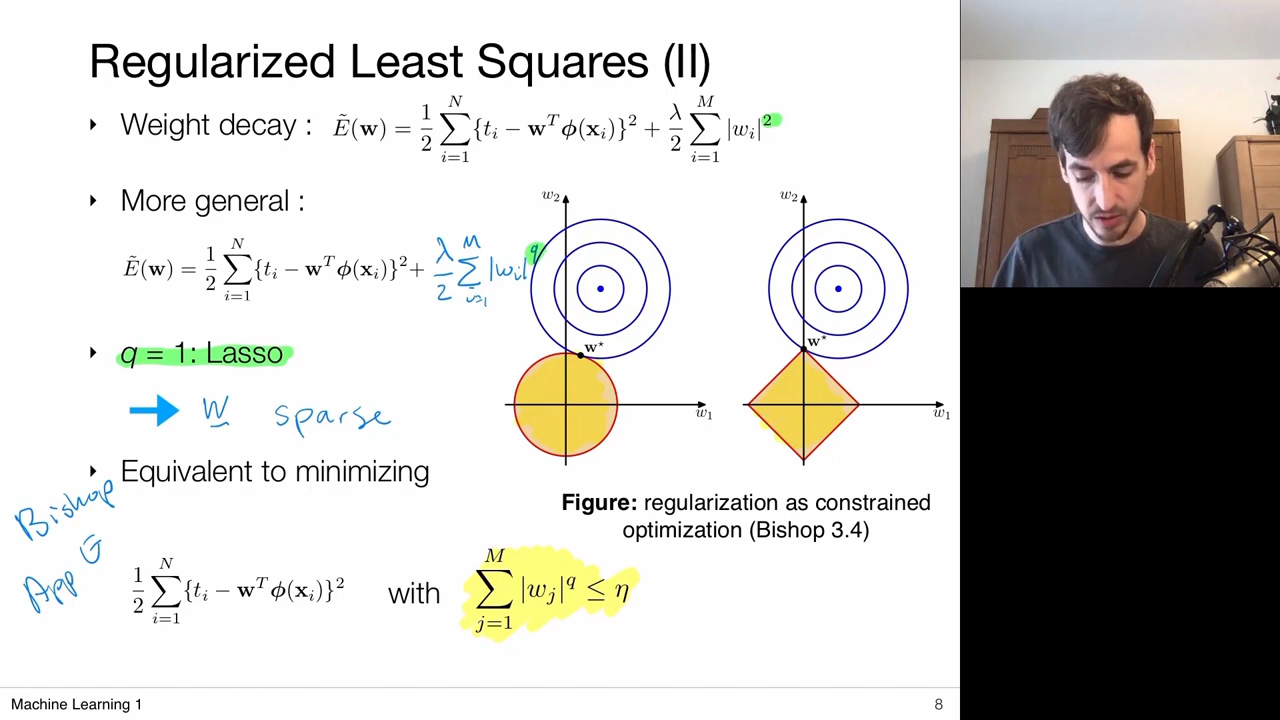 Regularized Least Squares (II)
‣ Weight decay : Ẽ(w) = 1/2 ∑_{i=1}^{N} {t_i − w^T ϕ(x_i)}^2 + λ/2 ∑_{i=1}^{M} |w_i|^2
‣ More general :
Ẽ(w) = 1/2 ∑_{i=1}^{N} {t_i − w^T ϕ(x_i)}^2 + λ/2 ∑_{i=1}^{M} |w_i|^q
‣ q = 1: Lasso
→ w sparse
‣ Equivalent to minimizing
Bishop
App E
1/2 ∑_{i=1}^{N} {t_i − w^T ϕ(x_i)}^2 with ∑_{j=1}^{M} |w_j|^q ≤ η
w_2
w*
w_1
w_2
w*
w_1
Figure: regularization as constrained
optimization (Bishop 3.4)
Machine Learning 1
8